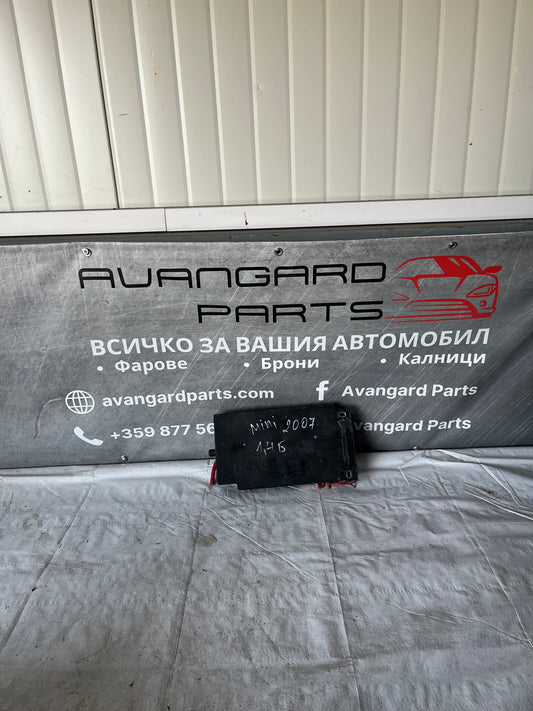 AVANGARD
PARTS
ВСИЧКО ЗА ВАШИЯ АВТОМОБИЛ
• Фарове • Брони • Калници
avangardparts.com
Avangard Parts
+359 877 56
vangard Parts
Mini 2007
1,4Б